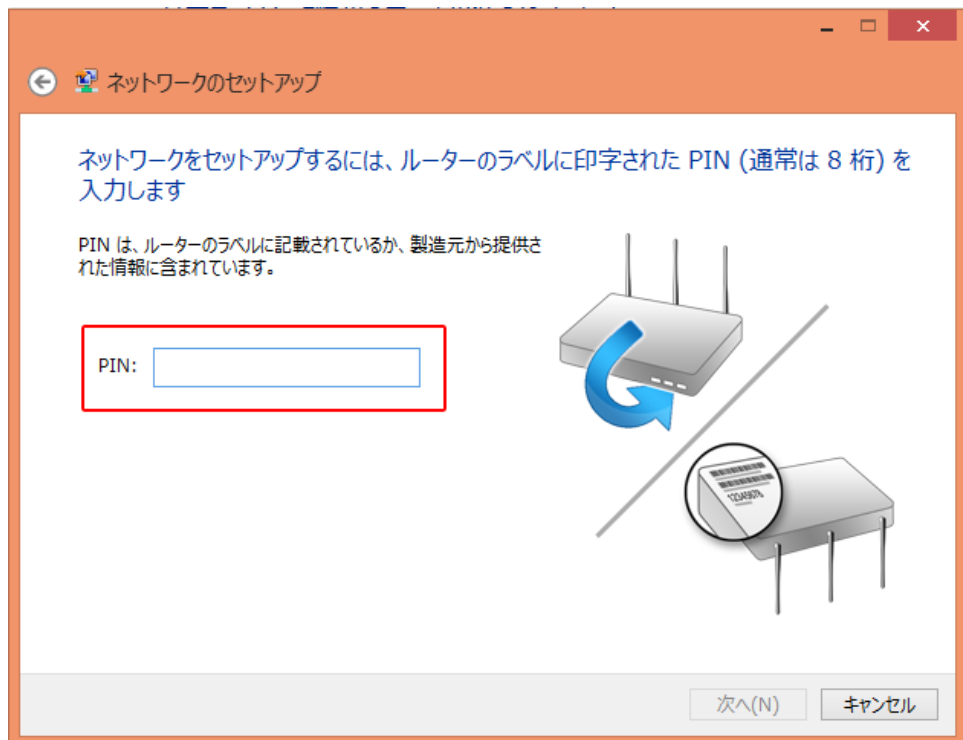 ネットワークのセットアップ
ネットワークをセットアップするには、ルーターのラベルに印字された PIN (通常は 8 桁) を
入力します
PIN は、ルーターのラベルに記載されているか、製造元から提供さ
れた情報に含まれています。
PIN:
12345678
次へ(N)
キャンセル